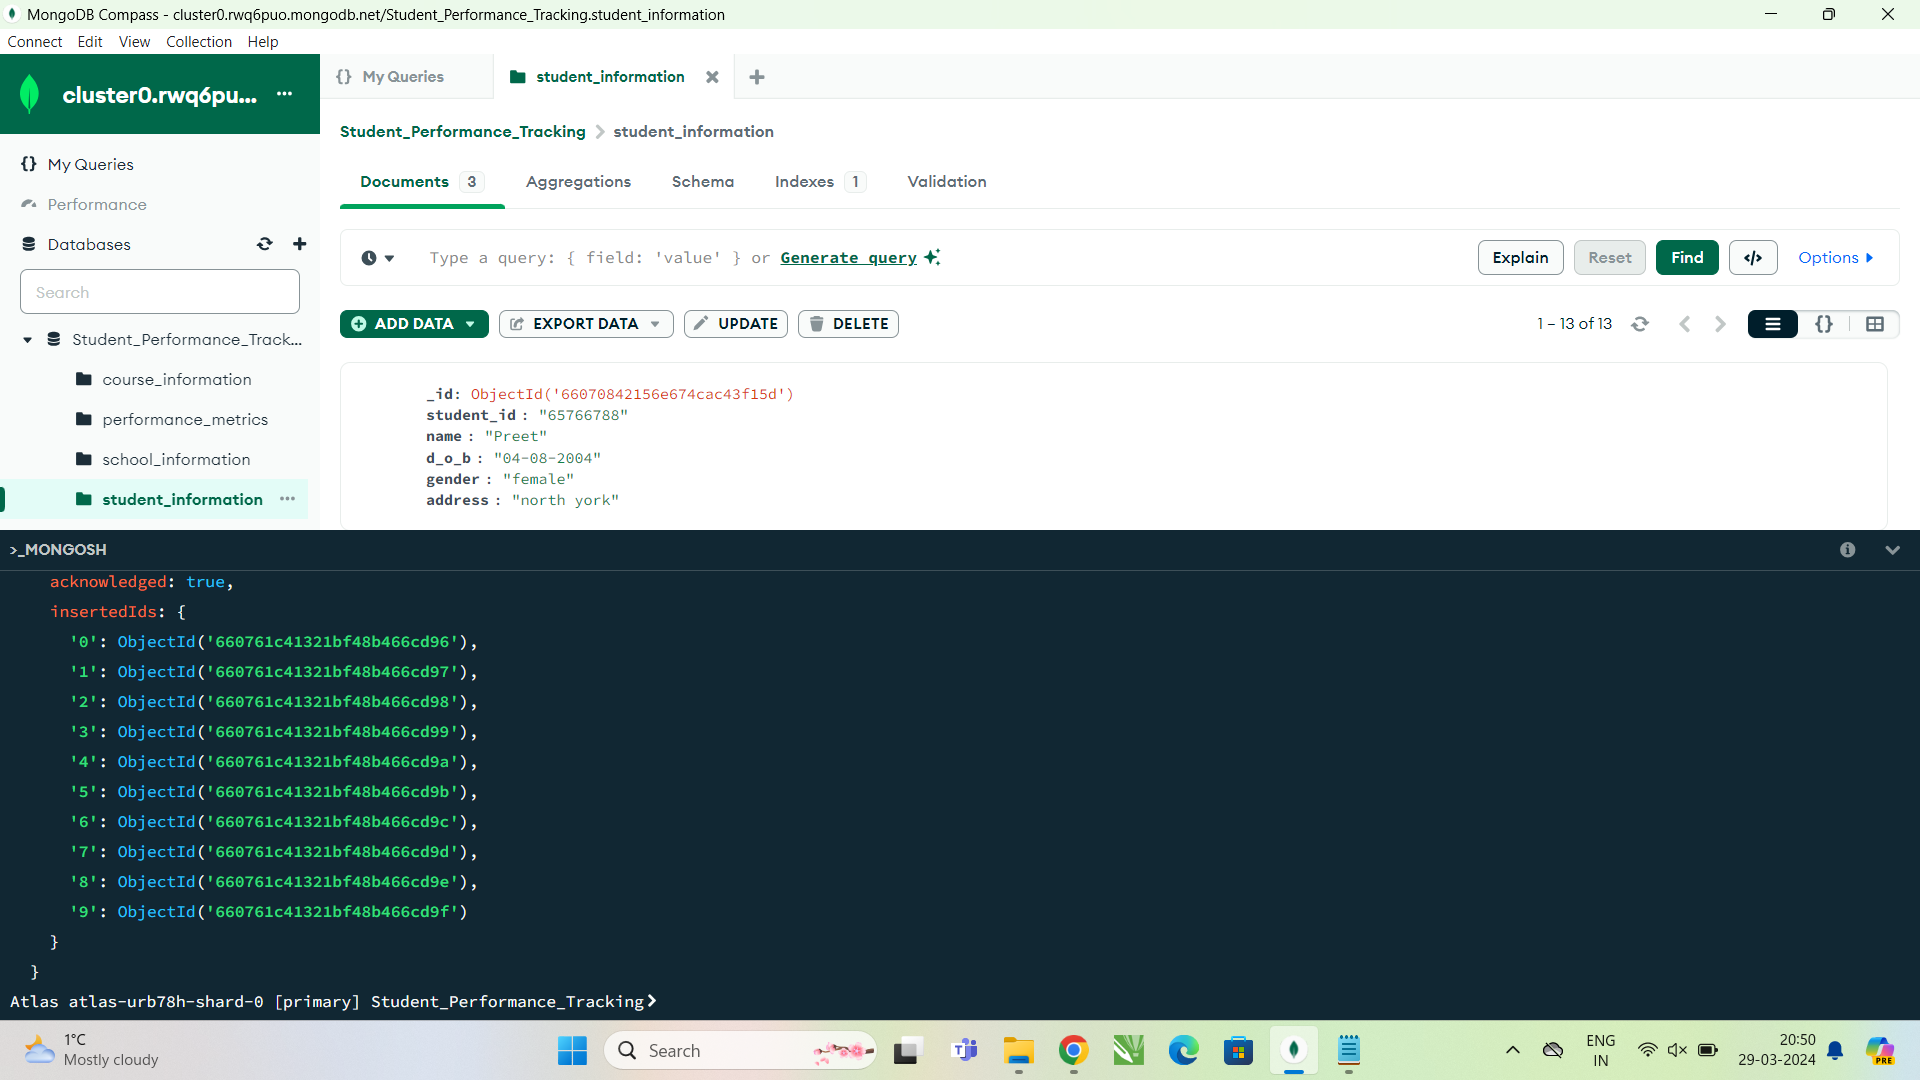 MongoDB Compass - cluster0.rwq6puo.mongodb.net/Student_Performance_Tracking.student_information
Connect Edit View Collection Help
cluster0.rwq6pu... ···
{} My Queries
student_information
Student_Performance_Tracking > student_information
{} My Queries
Performance
Databases
Search
Student_Performance_Track...
course_information
performance_metrics
school_information
student_information ···
Documents 3 Aggregations Schema Indexes 1 Validation
Type a query: { field: 'value' } or Generate query
Explain Reset Find </> Options
ADD DATA EXPORT DATA UPDATE DELETE
1 – 13 of 13 {}
_id: ObjectId('66070842156e674cac43f15d')
student_id : "65766788"
name : "Preet"
d_o_b : "04-08-2004"
gender : "female"
address : "north york"
>_MONGOSH
acknowledged: true,
insertedIds: {
'0': ObjectId('660761c41321bf48b466cd96'),
'1': ObjectId('660761c41321bf48b466cd97'),
'2': ObjectId('660761c41321bf48b466cd98'),
'3': ObjectId('660761c41321bf48b466cd99'),
'4': ObjectId('660761c41321bf48b466cd9a'),
'5': ObjectId('660761c41321bf48b466cd9b'),
'6': ObjectId('660761c41321bf48b466cd9c'),
'7': ObjectId('660761c41321bf48b466cd9d'),
'8': ObjectId('660761c41321bf48b466cd9e'),
'9': ObjectId('660761c41321bf48b466cd9f')
}
}
Atlas atlas-urb78h-shard-0 [primary] Student_Performance_Tracking>
1°C
Mostly cloudy
Search
ENG
IN
20:50
29-03-2024
PRE